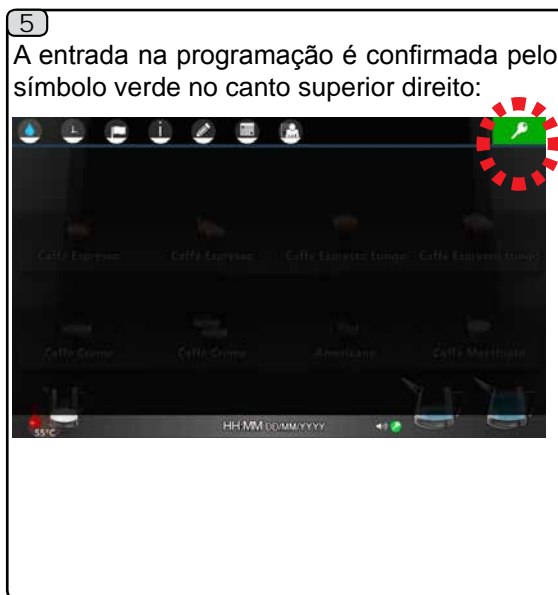 5
A entrada na programação é confirmada pelo
símbolo verde no canto superior direito:
Caffè Espresso Caffè Espresso Caffè Espresso Lungo Caffè Espresso Lungo
Caffè Creme Caffè Creme Americano Caffè Macchiato
55°C HH:MM DD/MM/YYYY